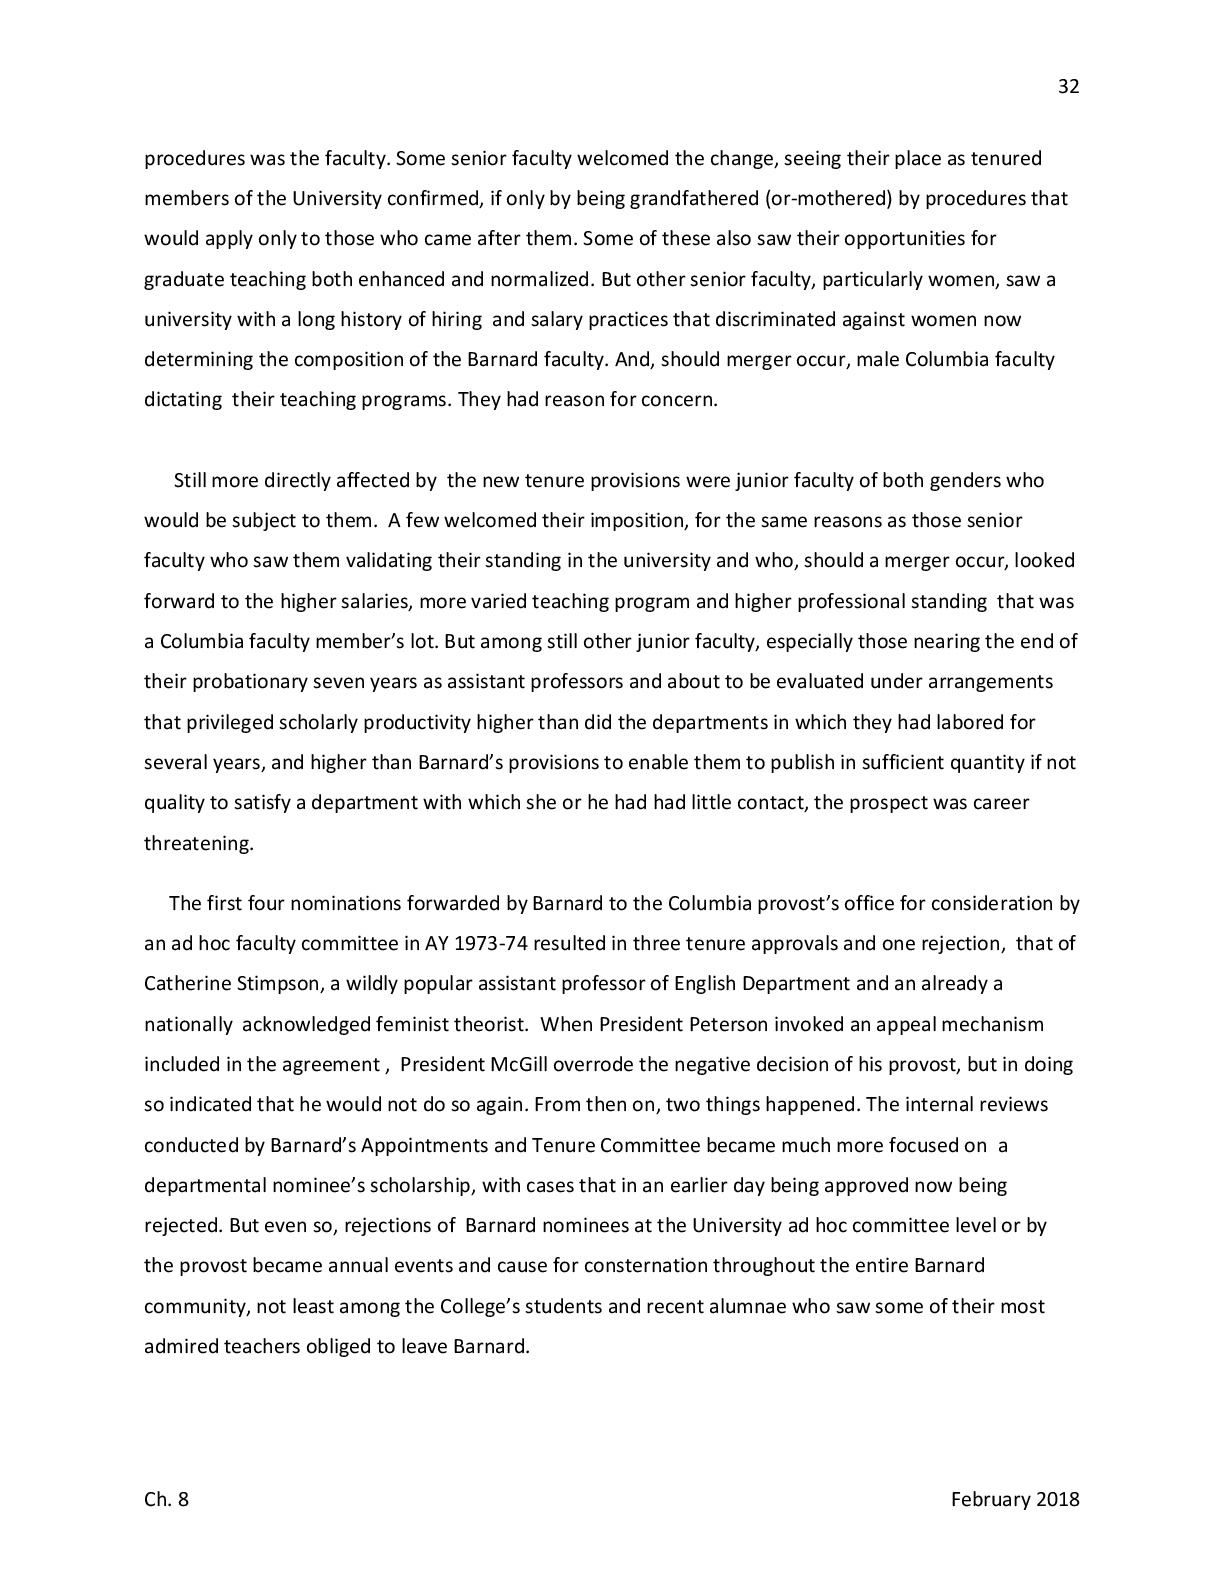 32
procedures was the faculty. Some senior faculty welcomed the change, seeing their place as tenured
members of the University confirmed, if only by being grandfathered (or-mothered) by procedures that
would apply only to those who came after them. Some of these also saw their opportunities for
graduate teaching both enhanced and normalized. But other senior faculty, particularly women, saw a
university with a long history of hiring  and salary practices that discriminated against women now
determining the composition of the Barnard faculty. And, should merger occur, male Columbia faculty
dictating  their teaching programs. They had reason for concern.
Still more directly affected by  the new tenure provisions were junior faculty of both genders who
would be subject to them.  A few welcomed their imposition, for the same reasons as those senior
faculty who saw them validating their standing in the university and who, should a merger occur, looked
forward to the higher salaries, more varied teaching program and higher professional standing  that was
a Columbia faculty member’s lot. But among still other junior faculty, especially those nearing the end of
their probationary seven years as assistant professors and about to be evaluated under arrangements
that privileged scholarly productivity higher than did the departments in which they had labored for
several years, and higher than Barnard’s provisions to enable them to publish in sufficient quantity if not
quality to satisfy a department with which she or he had had little contact, the prospect was career
threatening.
The first four nominations forwarded by Barnard to the Columbia provost’s office for consideration by
an ad hoc faculty committee in AY 1973-74 resulted in three tenure approvals and one rejection,  that of
Catherine Stimpson, a wildly popular assistant professor of English Department and an already a
nationally  acknowledged feminist theorist.  When President Peterson invoked an appeal mechanism
included in the agreement ,  President McGill overrode the negative decision of his provost, but in doing
so indicated that he would not do so again. From then on, two things happened. The internal reviews
conducted by Barnard’s Appointments and Tenure Committee became much more focused on  a
departmental nominee’s scholarship, with cases that in an earlier day being approved now being
rejected. But even so, rejections of  Barnard nominees at the University ad hoc committee level or by
the provost became annual events and cause for consternation throughout the entire Barnard
community, not least among the College’s students and recent alumnae who saw some of their most
admired teachers obliged to leave Barnard.
Ch. 8
February 2018